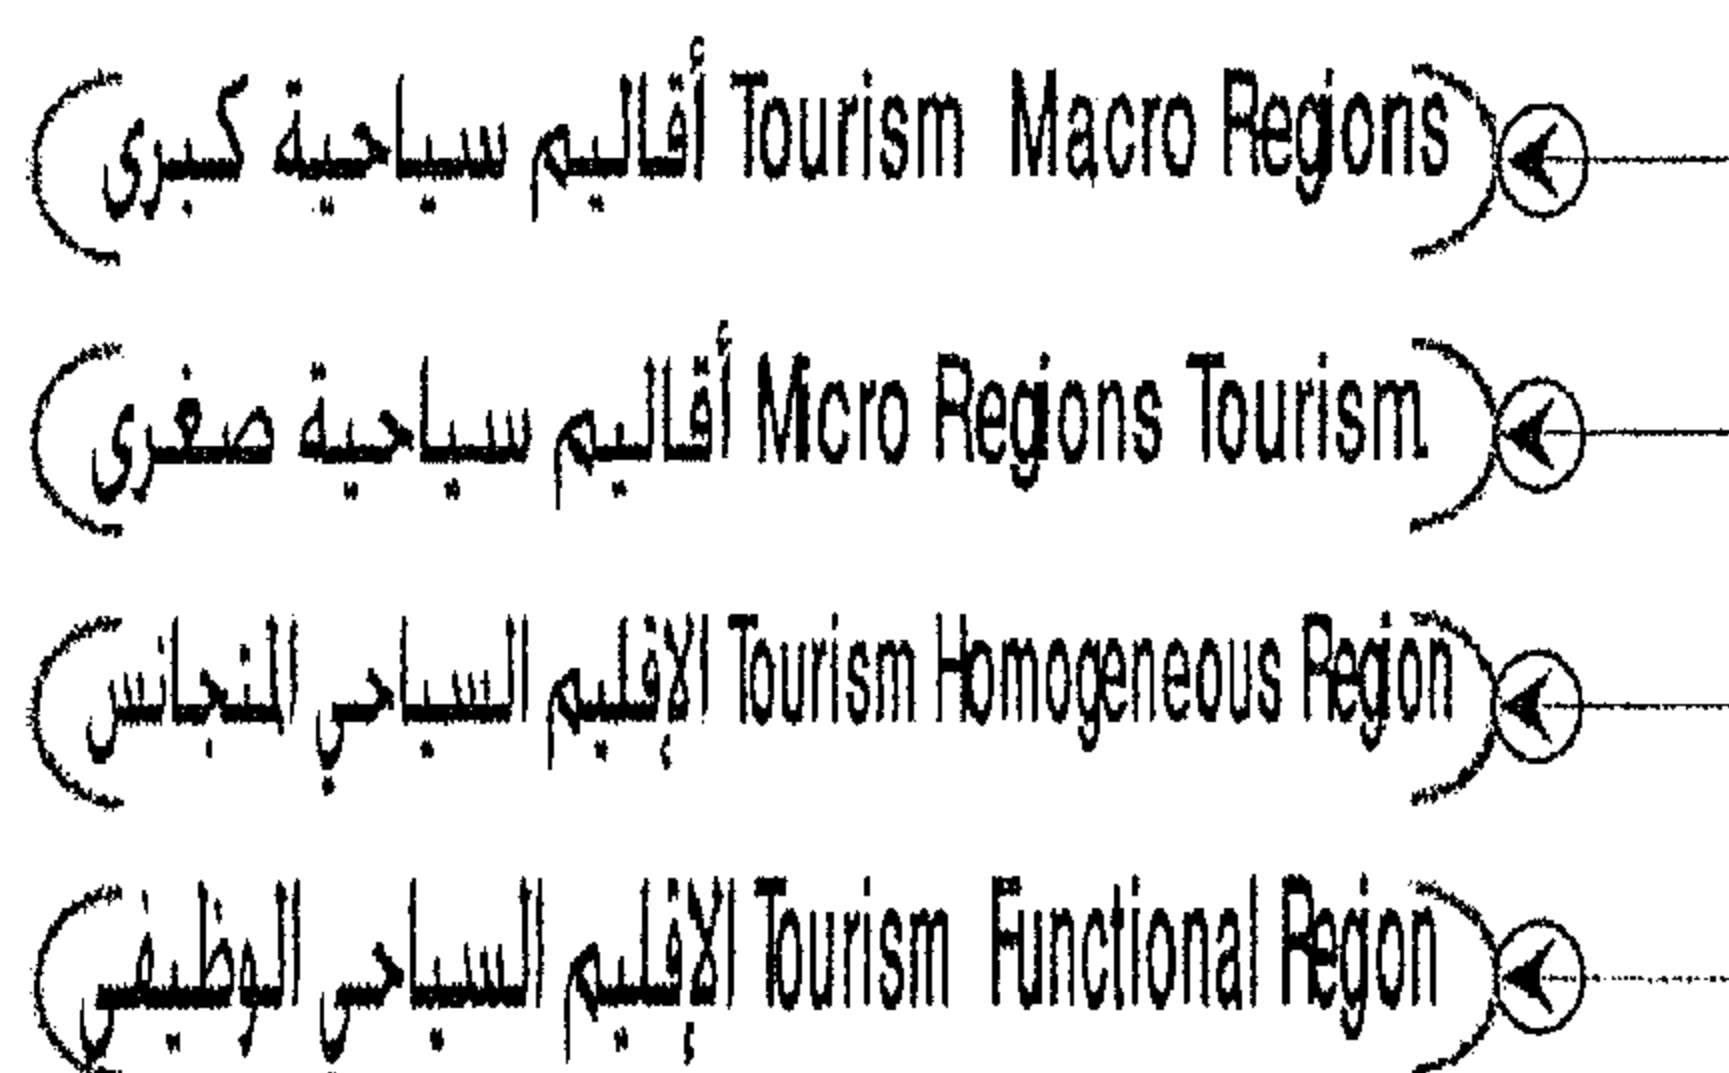 أقاليم سياحية كبرى Tourism Macro Regions
أقاليم سياحية صغرى Micro Regions Tourism.
الإقليم السياحي المتجانس Tourism Homogeneous Region
الإقليم السياحي الوظيفي Tourism Functional Region